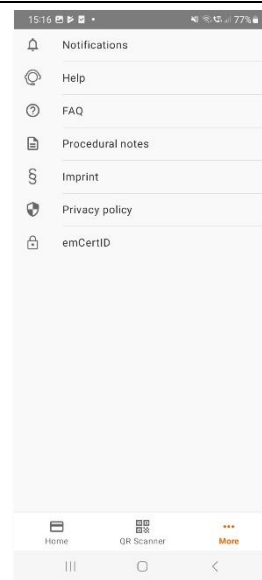 15:16 77%
Notifications
Help
FAQ
Procedural notes
§ Imprint
Privacy policy
emCertID
Home QR Scanner More